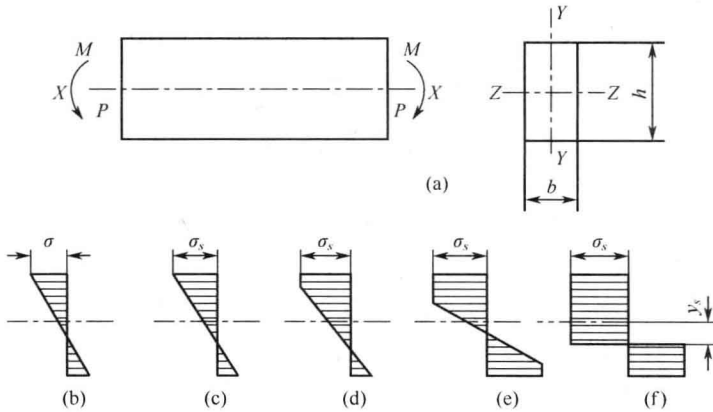 M M Y
X P P X Z Z h
Y
(a) b
σ σ_s σ_s σ_s σ_s
y_s
(b) (c) (d) (e) (f)